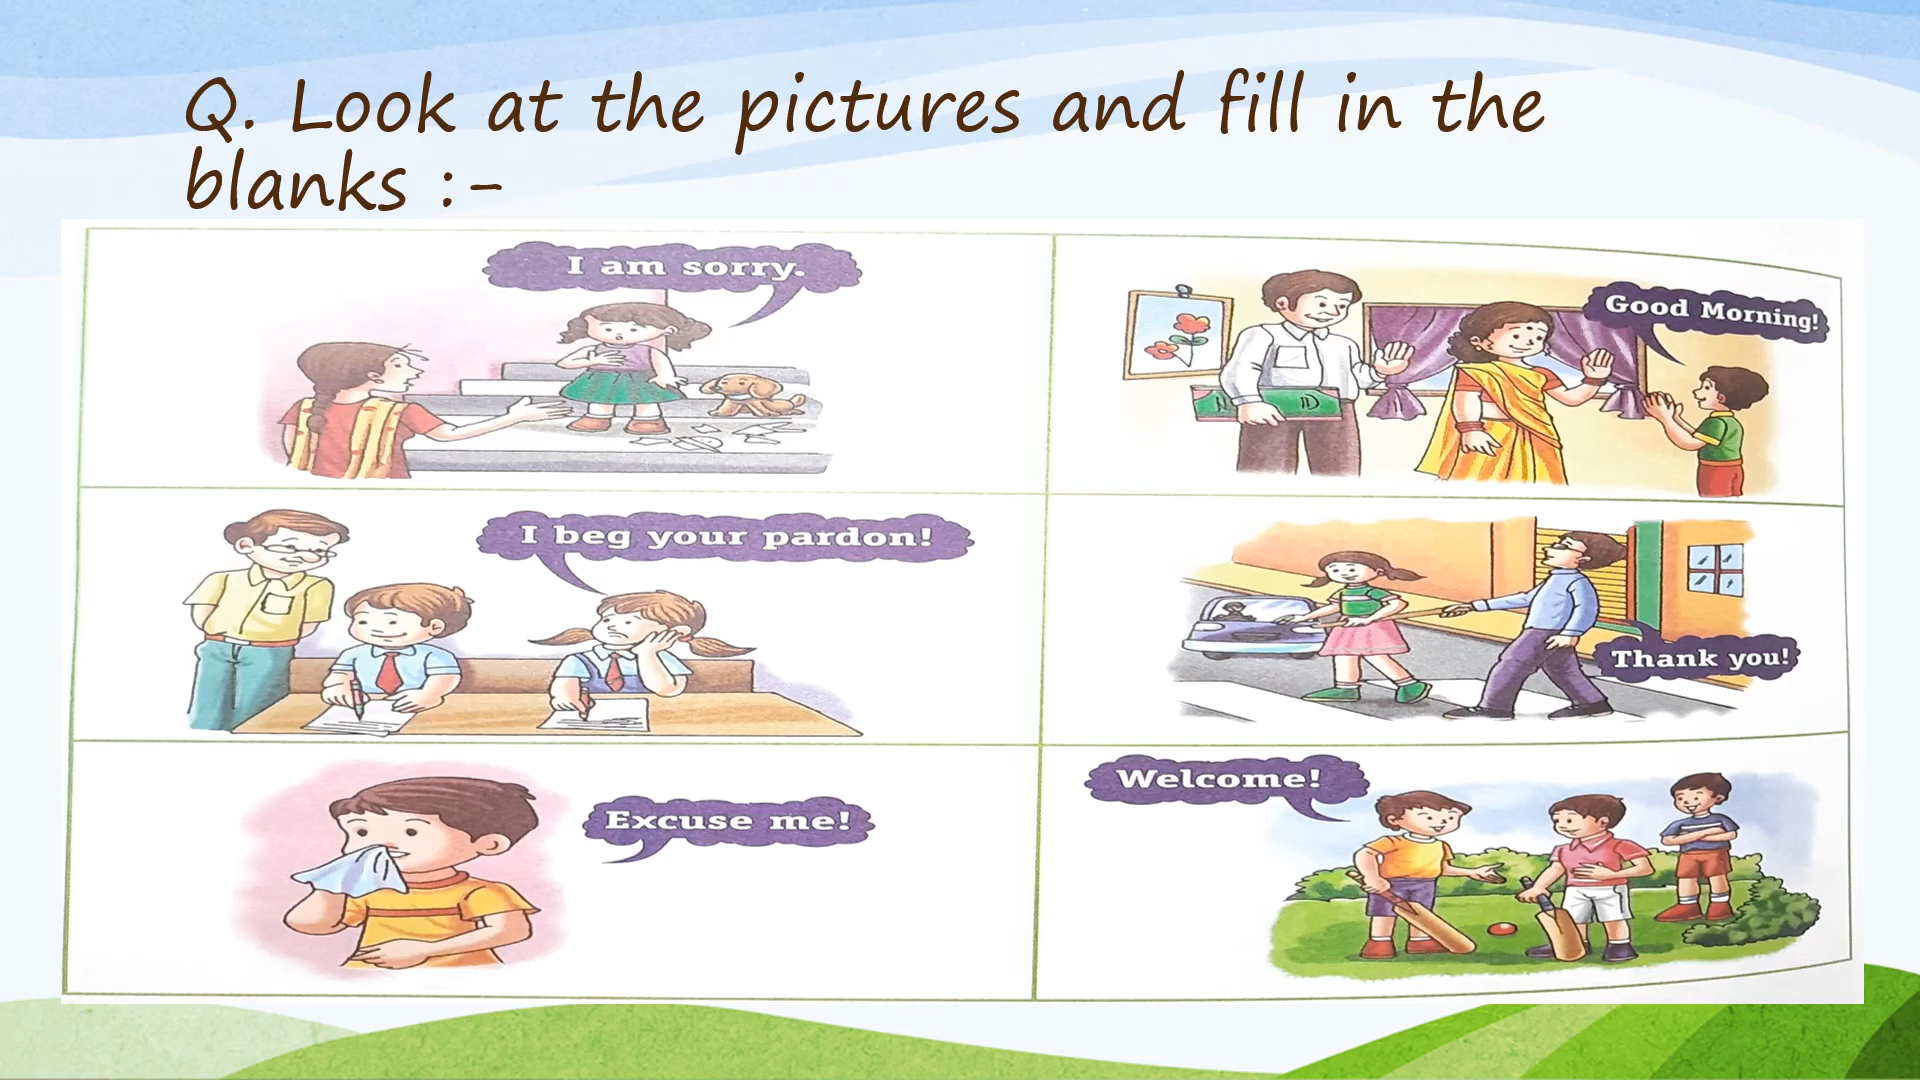 Q. Look at the pictures and fill in the
blanks :-
I am sorry.
Good Morning!
I beg your pardon!
Thank you!
Excuse me!
Welcome!